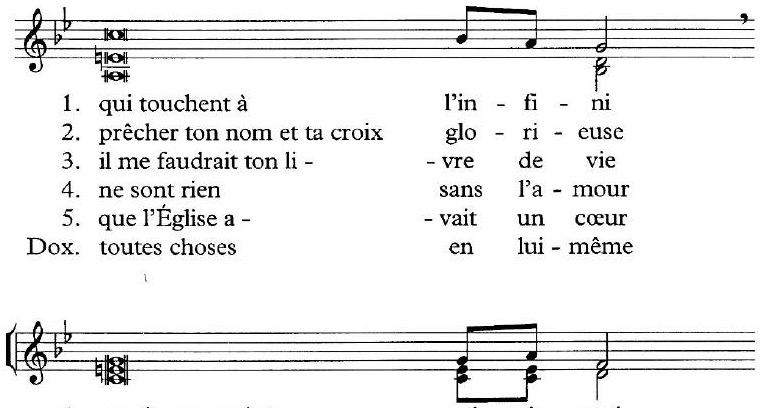 1. qui touchent à l'in - fi - ni
2. prêcher ton nom et ta croix glo - ri - euse
3. il me faudrait ton li - - vre de vie
4. ne sont rien sans l'a - mour
5. que l'Église a - - vait un cœur
Dox. toutes choses en lui - même